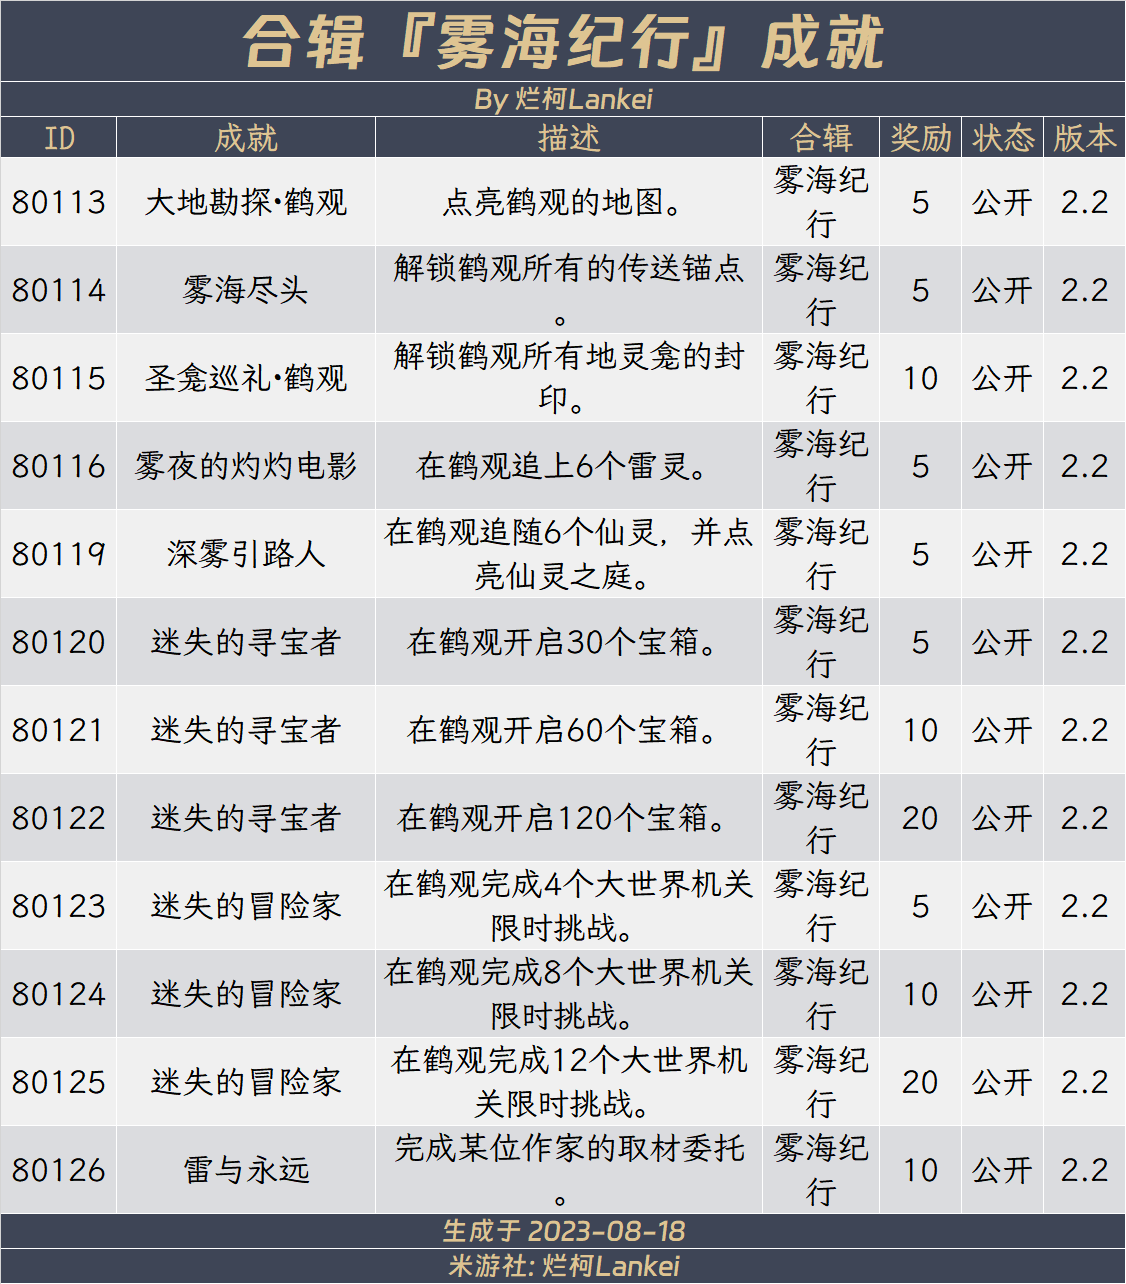 合辑『雾海纪行』成就
By 烂柯Lankei
ID 成就 描述 合辑 奖励 状态 版本
80113 大地勘探·鹤观 点亮鹤观的地图。 雾海纪行 5 公开 2.2
80114 雾海尽头 解锁鹤观所有的传送锚点。 雾海纪行 5 公开 2.2
80115 圣龛巡礼·鹤观 解锁鹤观所有地灵龛的封印。 雾海纪行 10 公开 2.2
80116 雾夜的灼灼电影 在鹤观追上6个雷灵。 雾海纪行 5 公开 2.2
80119 深雾引路人 在鹤观追随6个仙灵，并点亮仙灵之庭。 雾海纪行 5 公开 2.2
80120 迷失的寻宝者 在鹤观开启30个宝箱。 雾海纪行 5 公开 2.2
80121 迷失的寻宝者 在鹤观开启60个宝箱。 雾海纪行 10 公开 2.2
80122 迷失的寻宝者 在鹤观开启120个宝箱。 雾海纪行 20 公开 2.2
80123 迷失的冒险家 在鹤观完成4个大世界机关限时挑战。 雾海纪行 5 公开 2.2
80124 迷失的冒险家 在鹤观完成8个大世界机关限时挑战。 雾海纪行 10 公开 2.2
80125 迷失的冒险家 在鹤观完成12个大世界机关限时挑战。 雾海纪行 20 公开 2.2
80126 雷与永远 完成某位作家的取材委托。 雾海纪行 10 公开 2.2
生成于 2023-08-18
米游社: 烂柯Lankei